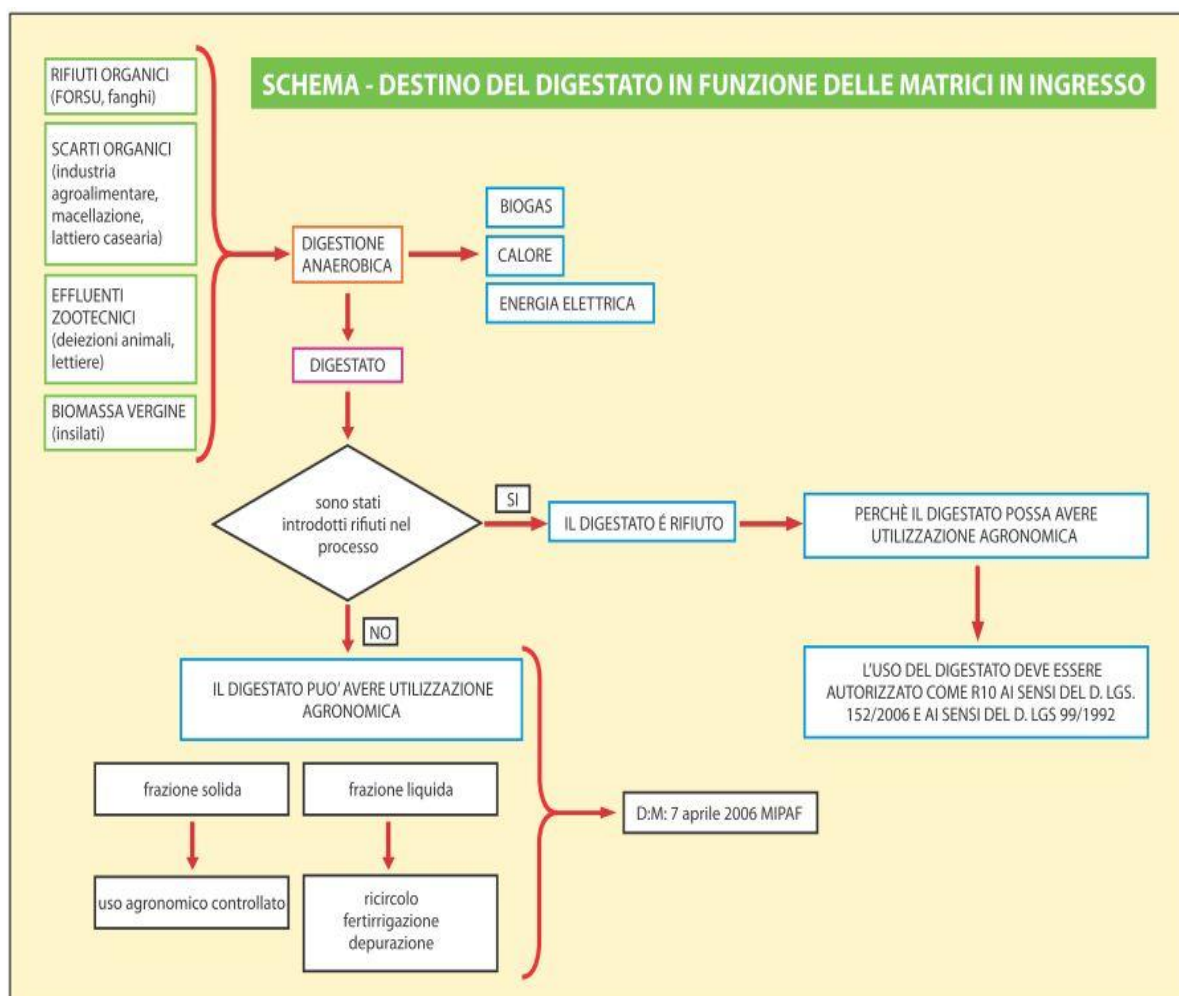 SCHEMA - DESTINO DEL DIGESTATO IN FUNZIONE DELLE MATRICI IN INGRESSO
RIFIUTI ORGANICI
(FORSU, fanghi)
SCARTI ORGANICI
(industria
agroalimentare,
macellazione,
lattiero casearia)
EFFLUENTI
ZOOTECNICI
(deiezioni animali,
lettiere)
BIOMASSA VERGINE
(insilati)
DIGESTIONE
ANAEROBICA
BIOGAS
CALORE
ENERGIA ELETTRICA
DIGESTATO
sono stati
introdotti rifiuti nel
processo
SI
IL DIGESTATO É RIFIUTO
PERCHÈ IL DIGESTATO POSSA AVERE
UTILIZZAZIONE AGRONOMICA
L'USO DEL DIGESTATO DEVE ESSERE
AUTORIZZATO COME R10 AI SENSI DEL D. LGS.
152/2006 E AI SENSI DEL D. LGS 99/1992
NO
IL DIGESTATO PUO' AVERE UTILIZZAZIONE
AGRONOMICA
frazione solida
frazione liquida
uso agronomico controllato
ricircolo
fertirrigazione
depurazione
D:M: 7 aprile 2006 MIPAF